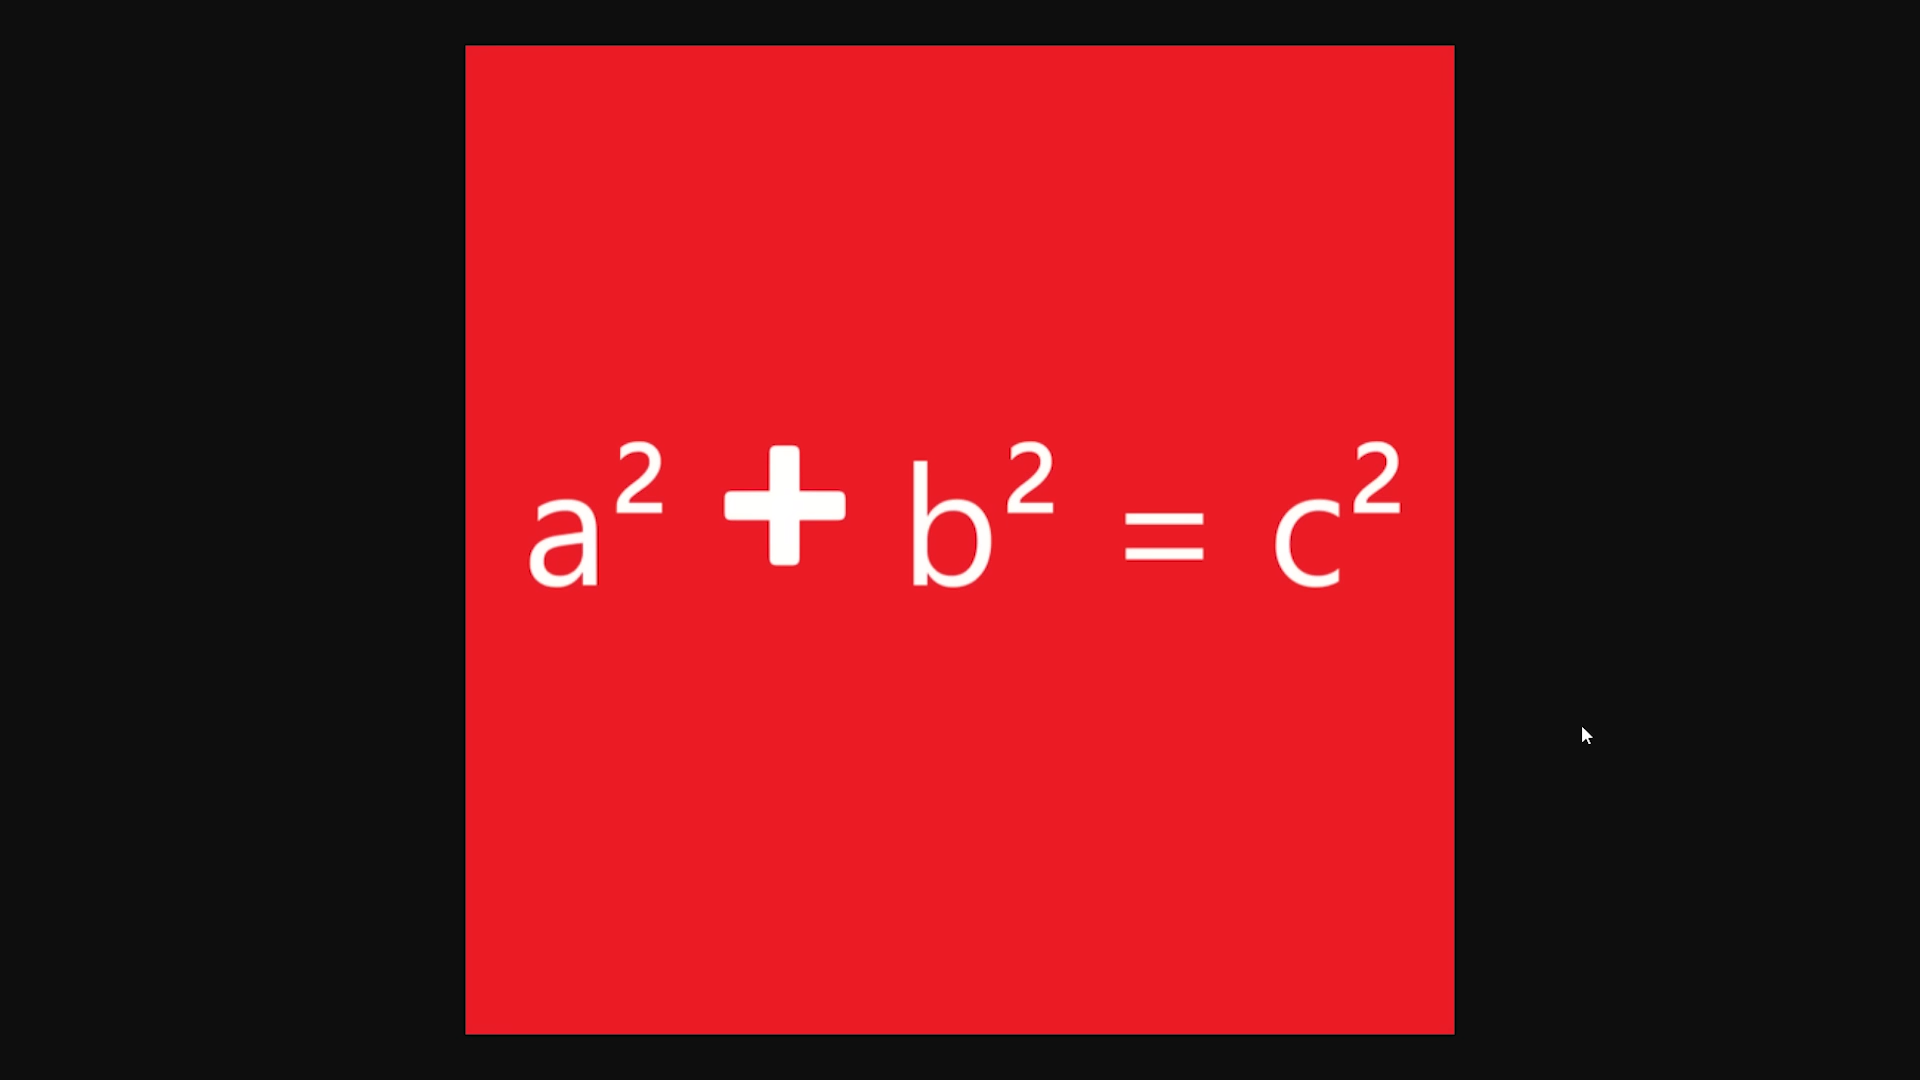 a² + b² = c²